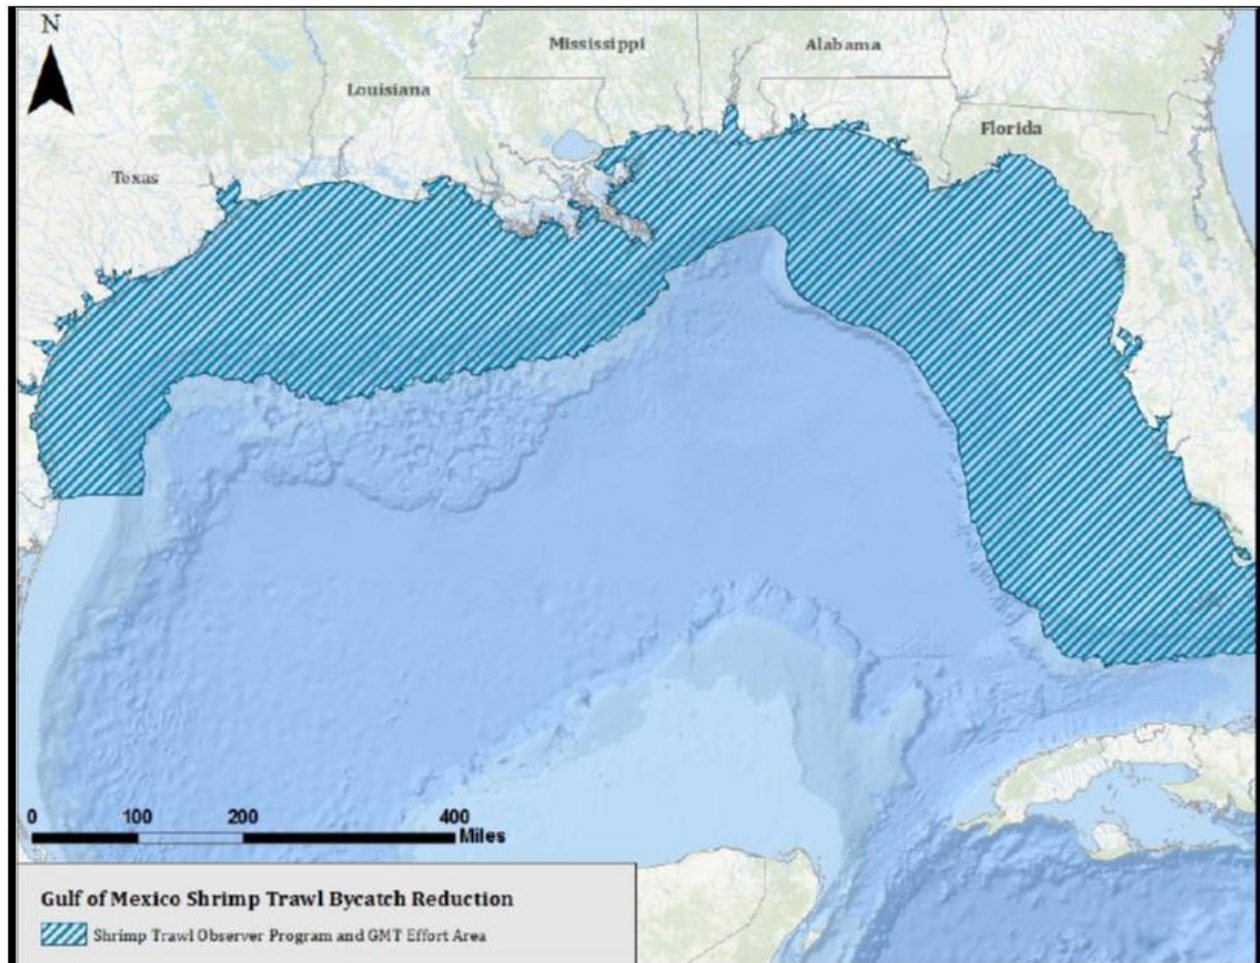 N
Mississippi
Alabama
Louisiana
Florida
Texas
0 100 200 400
Miles
Gulf of Mexico Shrimp Trawl Bycatch Reduction
Shrimp Trawl Observer Program and GMT Effort Area